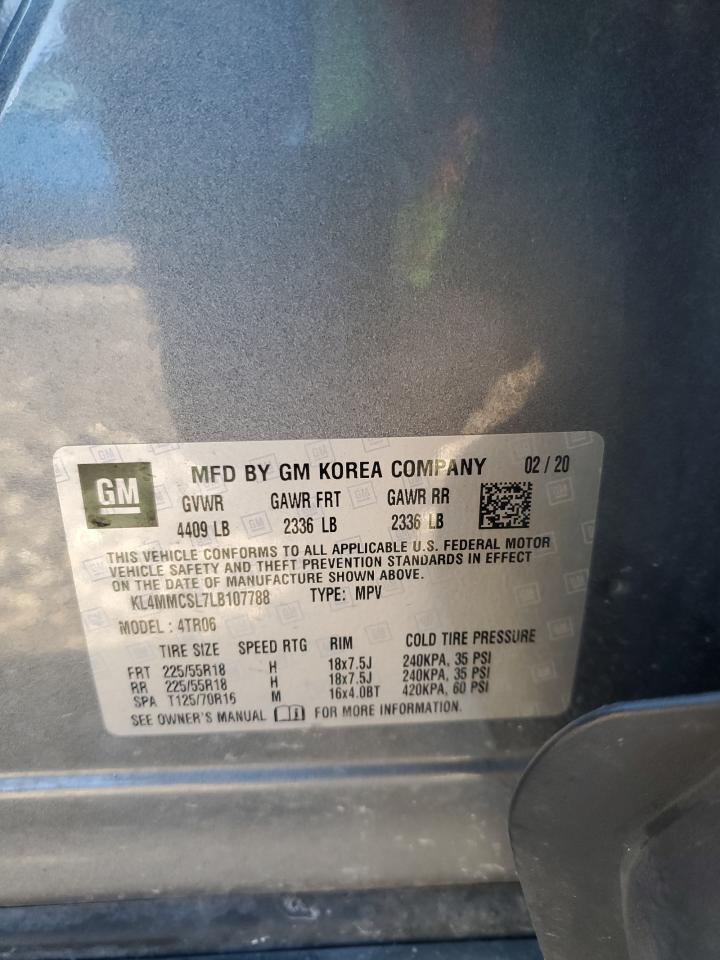 GM MFD BY GM KOREA COMPANY 02 / 20
GVWR GAWR FRT GAWR RR
4409 LB 2336 LB 2336 LB
THIS VEHICLE CONFORMS TO ALL APPLICABLE U.S. FEDERAL MOTOR
VEHICLE SAFETY AND THEFT PREVENTION STANDARDS IN EFFECT
ON THE DATE OF MANUFACTURE SHOWN ABOVE.
KL4MMCSL7LB107788 TYPE: MPV
MODEL : 4TR06
TIRE SIZE SPEED RTG RIM COLD TIRE PRESSURE
FRT 225/55R18 H 18x7.5J 240KPA, 35 PSI
RR 225/55R18 H 18x7.5J 240KPA, 35 PSI
SPA T125/70R16 M 16x4.0BT 420KPA, 60 PSI
SEE OWNER'S MANUAL FOR MORE INFORMATION.